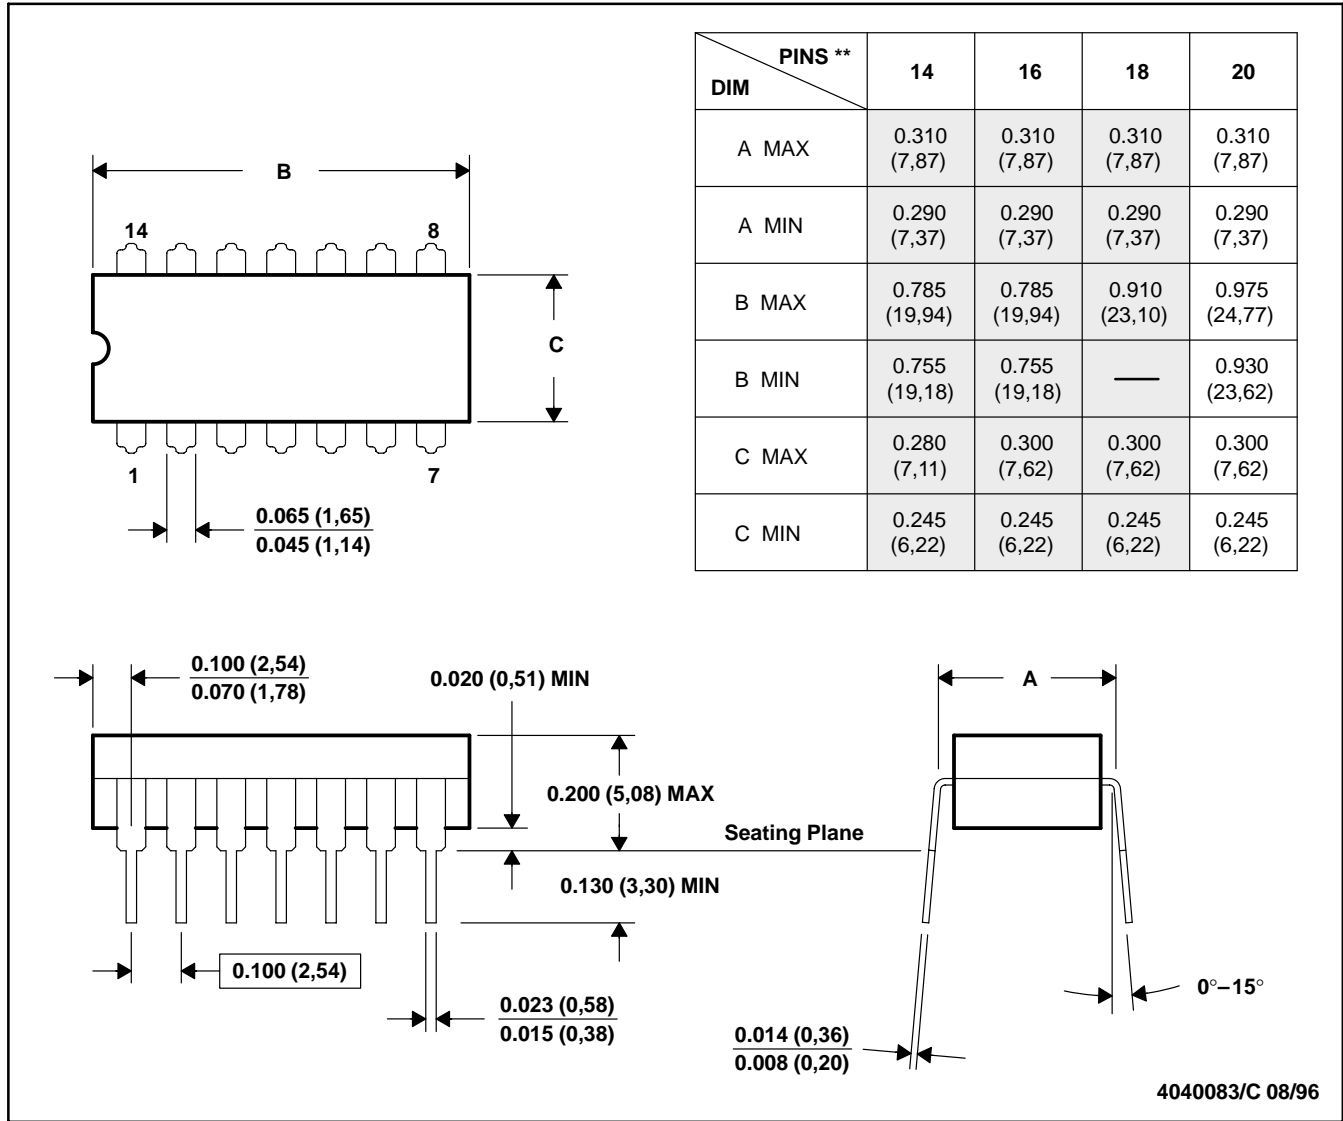 PINS **
DIM
14 16 18 20
A MAX 0.310 (7,87) 0.310 (7,87) 0.310 (7,87) 0.310 (7,87)
A MIN 0.290 (7,37) 0.290 (7,37) 0.290 (7,37) 0.290 (7,37)
B MAX 0.785 (19,94) 0.785 (19,94) 0.910 (23,10) 0.975 (24,77)
B MIN 0.755 (19,18) 0.755 (19,18) — 0.930 (23,62)
C MAX 0.280 (7,11) 0.300 (7,62) 0.300 (7,62) 0.300 (7,62)
C MIN 0.245 (6,22) 0.245 (6,22) 0.245 (6,22) 0.245 (6,22)
B
14
8
C
1
7
0.065 (1,65)
0.045 (1,14)
0.100 (2,54)
0.070 (1,78)
0.020 (0,51) MIN
0.200 (5,08) MAX
Seating Plane
0.130 (3,30) MIN
0.100 (2,54)
0.023 (0,58)
0.015 (0,38)
A
0°–15°
0.014 (0,36)
0.008 (0,20)
4040083/C 08/96